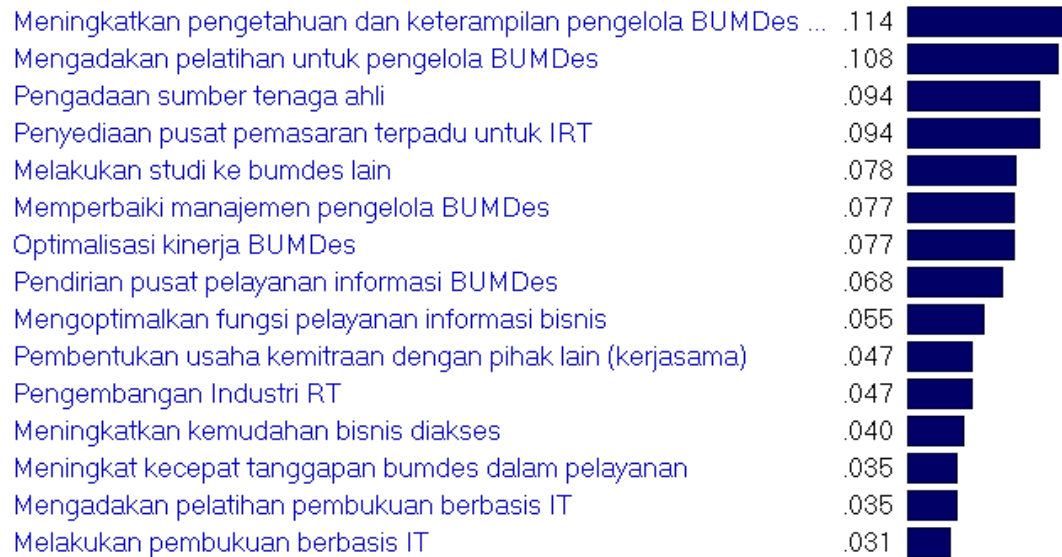 Meningkatkan pengetahuan dan keterampilan pengelola BUMDes ... .114
Mengadakan pelatihan untuk pengelola BUMDes .108
Pengadaan sumber tenaga ahli .094
Penyediaan pusat pemasaran terpadu untuk IRT .094
Melakukan studi ke bumdes lain .078
Memperbaiki manajemen pengelola BUMDes .077
Optimalisasi kinerja BUMDes .077
Pendirian pusat pelayanan informasi BUMDes .068
Mengoptimalkan fungsi pelayanan informasi bisnis .055
Pembentukan usaha kemitraan dengan pihak lain (kerjasama) .047
Pengembangan Industri RT .047
Meningkatkan kemudahan bisnis diakses .040
Meningkat kecepat tanggapan bumdes dalam pelayanan .035
Mengadakan pelatihan pembukuan berbasis IT .035
Melakukan pembukuan berbasis IT .031